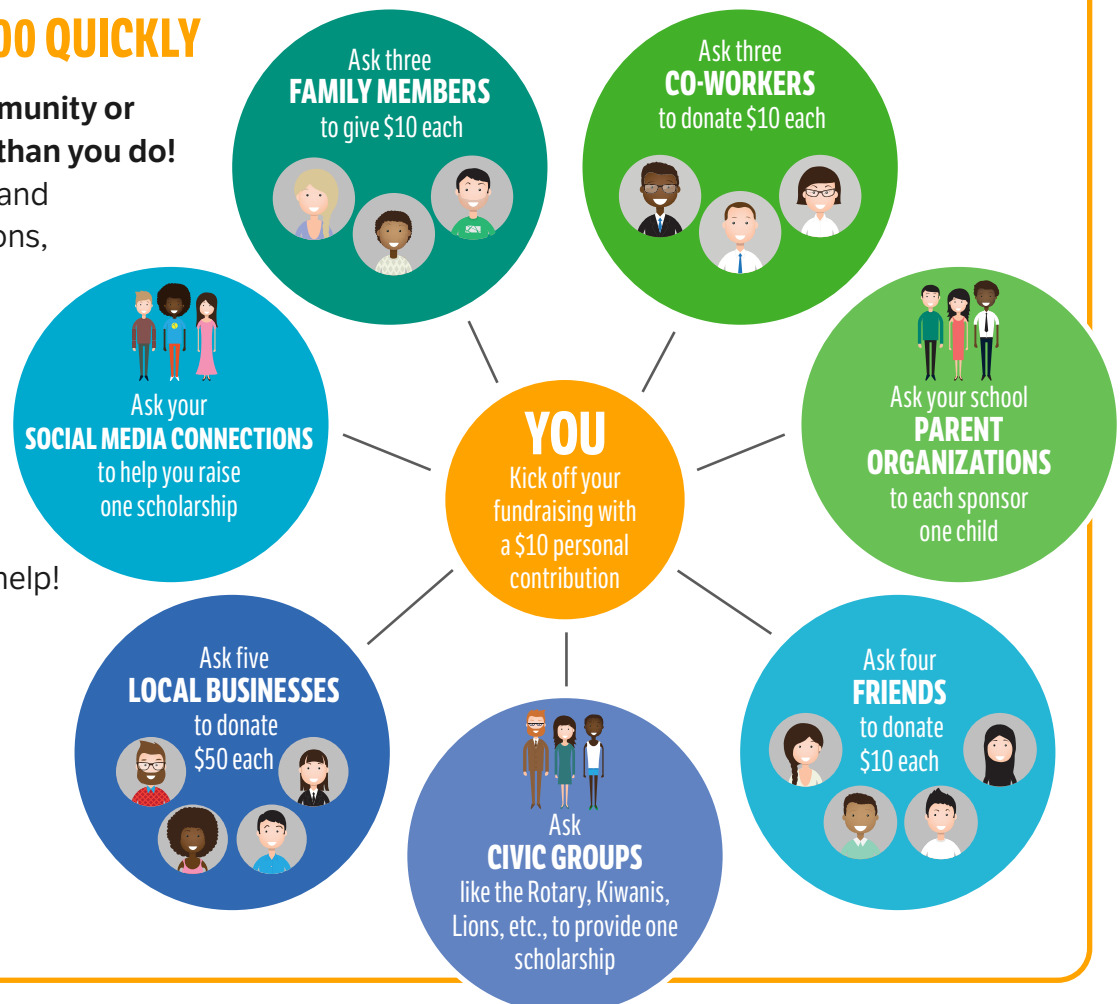 00 QUICKLY
munity or
than you do!
and
ons,
help!
Ask three
FAMILY MEMBERS
to give $10 each
Ask three
CO-WORKERS
to donate $10 each
Ask your
SOCIAL MEDIA CONNECTIONS
to help you raise
one scholarship
YOU
Kick off your
fundraising with
a $10 personal
contribution
Ask your school
PARENT
ORGANIZATIONS
to each sponsor
one child
Ask five
LOCAL BUSINESSES
to donate
$50 each
Ask
CIVIC GROUPS
like the Rotary, Kiwanis,
Lions, etc., to provide one
scholarship
Ask four
FRIENDS
to donate
$10 each